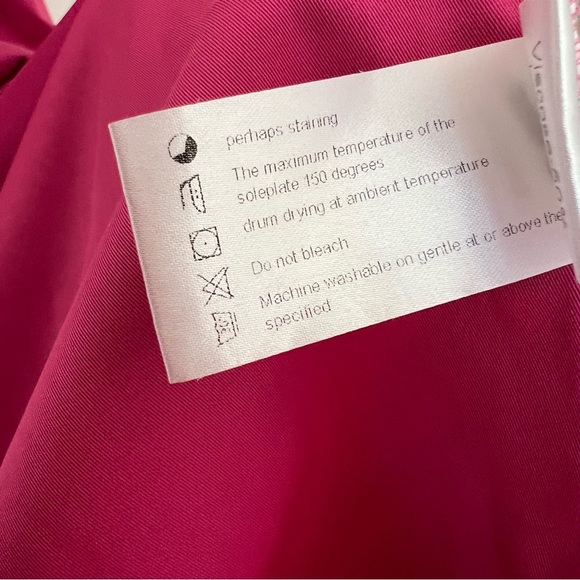 perhaps staining
The maximum temperature of the
soleplate 150 degrees
drum drying at ambient temperature
Do not bleach
Machine washable on gentle at or above the
specified